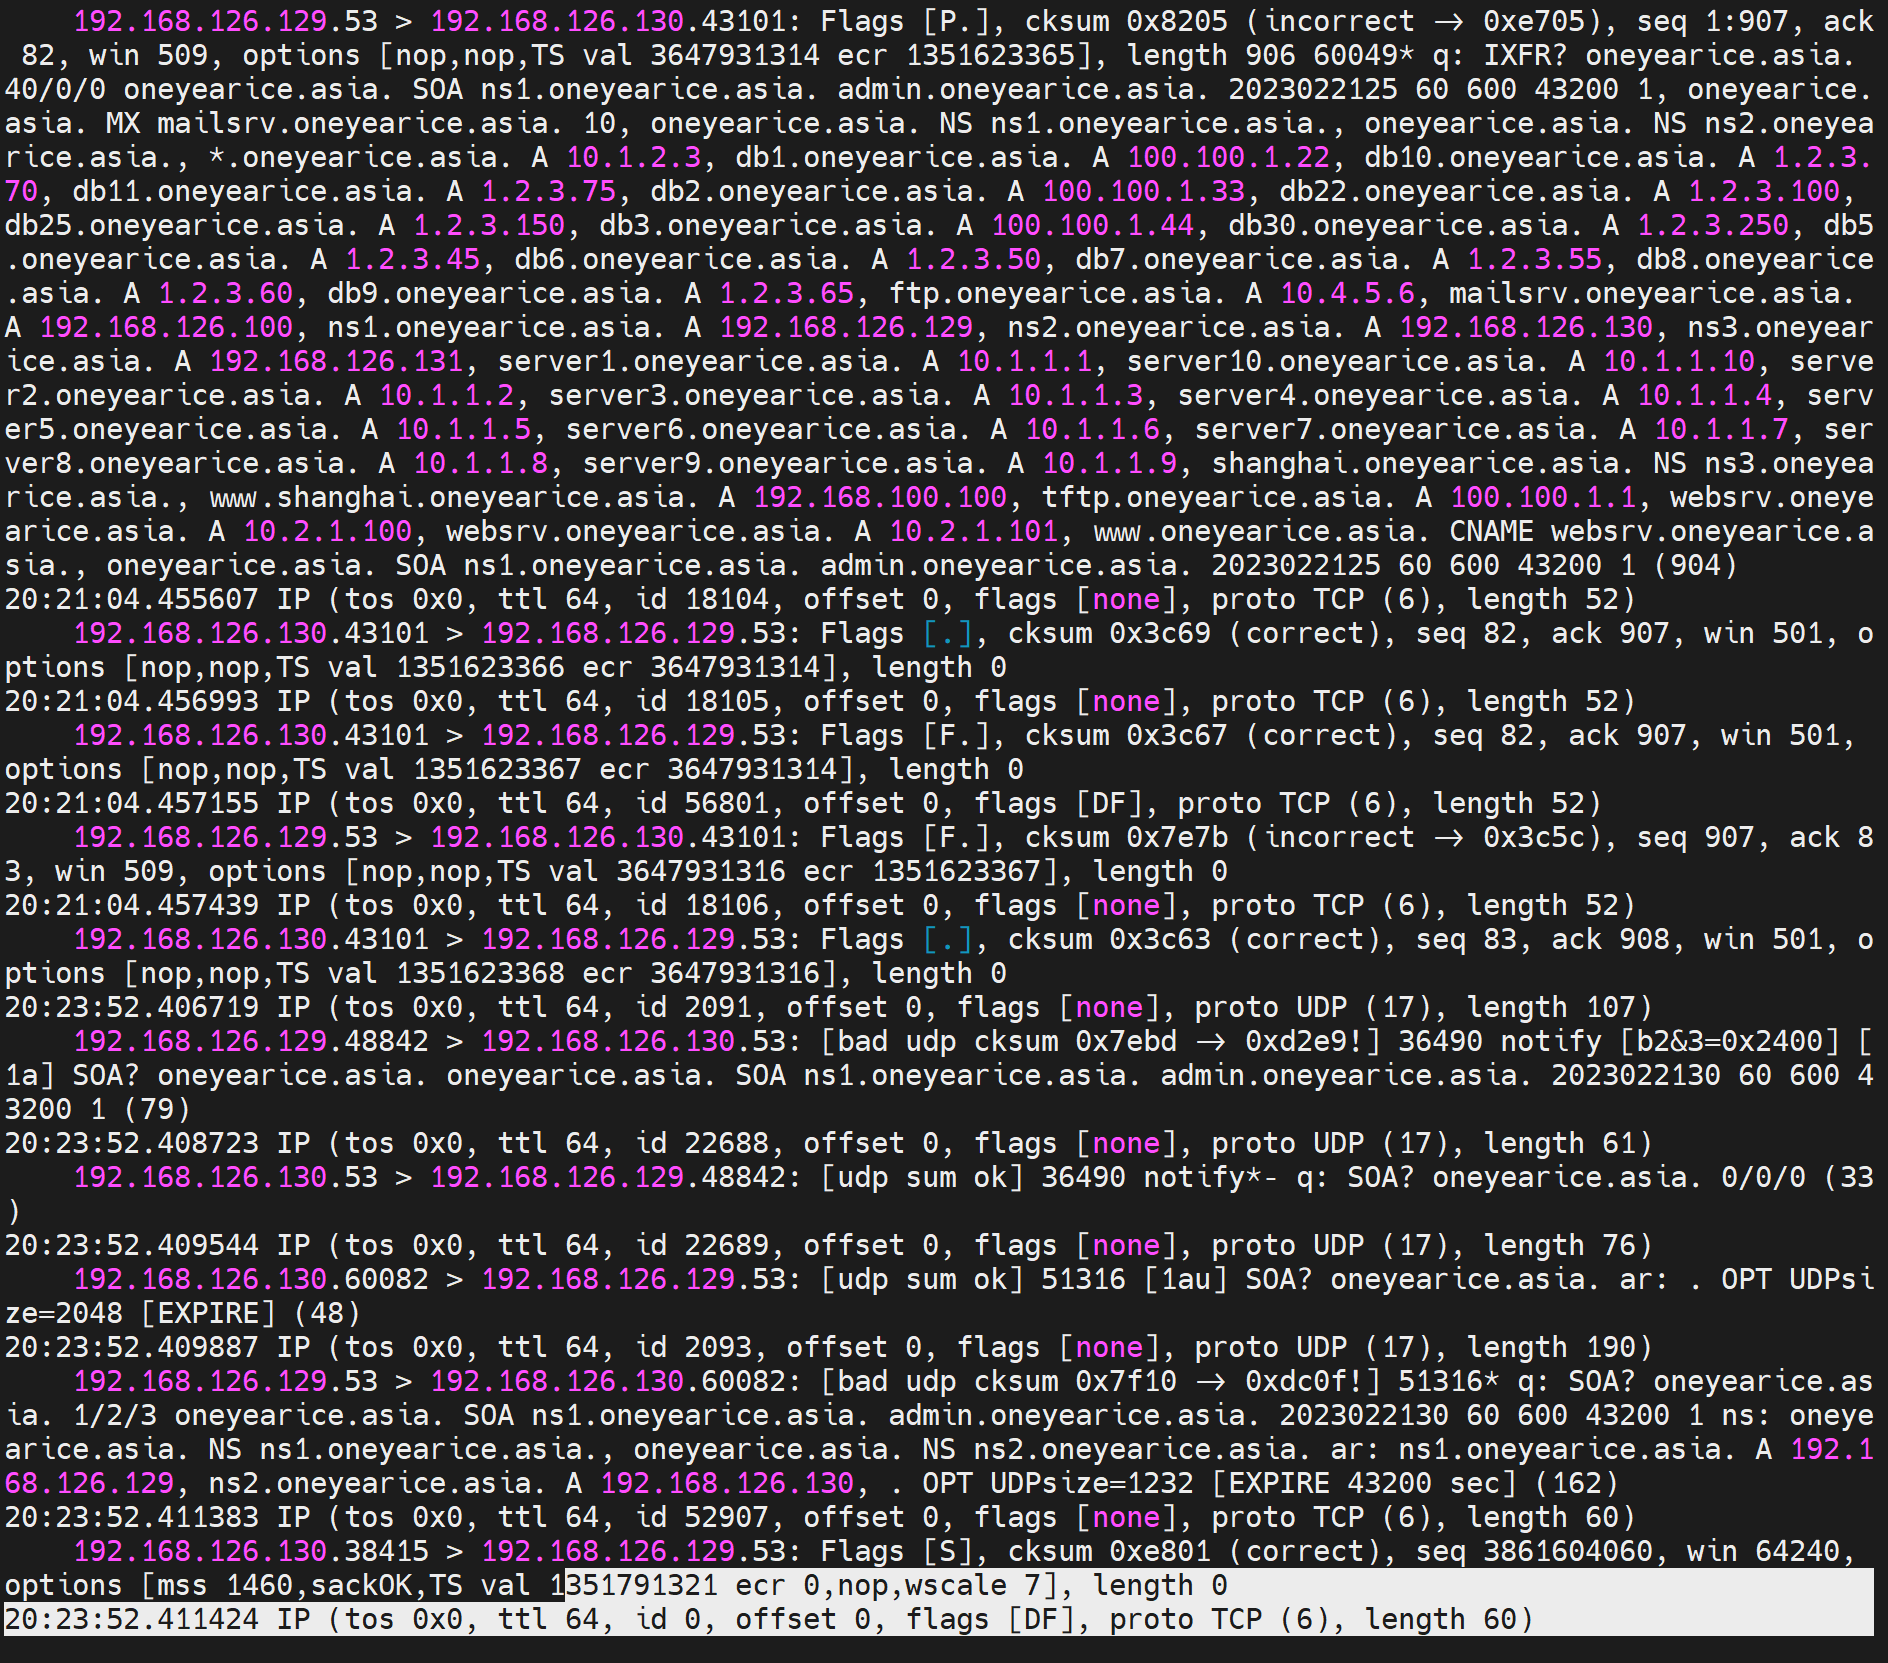 192.168.126.129.53 > 192.168.126.130.43101: Flags [P.], cksum 0x8205 (incorrect -> 0xe705), seq 1:907, ack
 82, win 509, options [nop,nop,TS val 3647931314 ecr 1351623365], length 906 60049* q: IXFR? oneyearice.asia.
40/0/0 oneyearice.asia. SOA ns1.oneyearice.asia. admin.oneyearice.asia. 2023022125 60 600 43200 1, oneyearice.
asia. MX mailsrv.oneyearice.asia. 10, oneyearice.asia. NS ns1.oneyearice.asia., oneyearice.asia. NS ns2.oneyea
rice.asia., *.oneyearice.asia. A 10.1.2.3, db1.oneyearice.asia. A 100.100.1.22, db10.oneyearice.asia. A 1.2.3.
70, db11.oneyearice.asia. A 1.2.3.75, db2.oneyearice.asia. A 100.100.1.33, db22.oneyearice.asia. A 1.2.3.100,
db25.oneyearice.asia. A 1.2.3.150, db3.oneyearice.asia. A 100.100.1.44, db30.oneyearice.asia. A 1.2.3.250, db5
.oneyearice.asia. A 1.2.3.45, db6.oneyearice.asia. A 1.2.3.50, db7.oneyearice.asia. A 1.2.3.55, db8.oneyearice
.asia. A 1.2.3.60, db9.oneyearice.asia. A 1.2.3.65, ftp.oneyearice.asia. A 10.4.5.6, mailsrv.oneyearice.asia.
A 192.168.126.100, ns1.oneyearice.asia. A 192.168.126.129, ns2.oneyearice.asia. A 192.168.126.130, ns3.oneyear
ice.asia. A 192.168.126.131, server1.oneyearice.asia. A 10.1.1.1, server10.oneyearice.asia. A 10.1.1.10, serve
r2.oneyearice.asia. A 10.1.1.2, server3.oneyearice.asia. A 10.1.1.3, server4.oneyearice.asia. A 10.1.1.4, serv
er5.oneyearice.asia. A 10.1.1.5, server6.oneyearice.asia. A 10.1.1.6, server7.oneyearice.asia. A 10.1.1.7, ser
ver8.oneyearice.asia. A 10.1.1.8, server9.oneyearice.asia. A 10.1.1.9, shanghai.oneyearice.asia. NS ns3.oneyea
rice.asia., www.shanghai.oneyearice.asia. A 192.168.100.100, tftp.oneyearice.asia. A 100.100.1.1, websrv.oneye
arice.asia. A 10.2.1.100, websrv.oneyearice.asia. A 10.2.1.101, www.oneyearice.asia. CNAME websrv.oneyearice.a
sia., oneyearice.asia. SOA ns1.oneyearice.asia. admin.oneyearice.asia. 2023022125 60 600 43200 1 (904)
20:21:04.455607 IP (tos 0x0, ttl 64, id 18104, offset 0, flags [none], proto TCP (6), length 52)
    192.168.126.130.43101 > 192.168.126.129.53: Flags [.], cksum 0x3c69 (correct), seq 82, ack 907, win 501, o
ptions [nop,nop,TS val 1351623366 ecr 3647931314], length 0
20:21:04.456993 IP (tos 0x0, ttl 64, id 18105, offset 0, flags [none], proto TCP (6), length 52)
    192.168.126.130.43101 > 192.168.126.129.53: Flags [F.], cksum 0x3c67 (correct), seq 82, ack 907, win 501,
options [nop,nop,TS val 1351623367 ecr 3647931314], length 0
20:21:04.457155 IP (tos 0x0, ttl 64, id 56801, offset 0, flags [DF], proto TCP (6), length 52)
    192.168.126.129.53 > 192.168.126.130.43101: Flags [F.], cksum 0x7e7b (incorrect -> 0x3c5c), seq 907, ack 8
3, win 509, options [nop,nop,TS val 3647931316 ecr 1351623367], length 0
20:21:04.457439 IP (tos 0x0, ttl 64, id 18106, offset 0, flags [none], proto TCP (6), length 52)
    192.168.126.130.43101 > 192.168.126.129.53: Flags [.], cksum 0x3c63 (correct), seq 83, ack 908, win 501, o
ptions [nop,nop,TS val 1351623368 ecr 3647931316], length 0
20:23:52.406719 IP (tos 0x0, ttl 64, id 2091, offset 0, flags [none], proto UDP (17), length 107)
    192.168.126.129.48842 > 192.168.126.130.53: [bad udp cksum 0x7ebd -> 0xd2e9!] 36490 notify [b2&3=0x2400] [
1a] SOA? oneyearice.asia. oneyearice.asia. SOA ns1.oneyearice.asia. admin.oneyearice.asia. 2023022130 60 600 4
3200 1 (79)
20:23:52.408723 IP (tos 0x0, ttl 64, id 22688, offset 0, flags [none], proto UDP (17), length 61)
    192.168.126.130.53 > 192.168.126.129.48842: [udp sum ok] 36490 notify*- q: SOA? oneyearice.asia. 0/0/0 (33
)
20:23:52.409544 IP (tos 0x0, ttl 64, id 22689, offset 0, flags [none], proto UDP (17), length 76)
    192.168.126.130.60082 > 192.168.126.129.53: [udp sum ok] 51316 [1au] SOA? oneyearice.asia. ar: . OPT UDPsi
ze=2048 [EXPIRE] (48)
20:23:52.409887 IP (tos 0x0, ttl 64, id 2093, offset 0, flags [none], proto UDP (17), length 190)
    192.168.126.129.53 > 192.168.126.130.60082: [bad udp cksum 0x7f10 -> 0xdc0f!] 51316* q: SOA? oneyearice.as
ia. 1/2/3 oneyearice.asia. SOA ns1.oneyearice.asia. admin.oneyearice.asia. 2023022130 60 600 43200 1 ns: oneye
arice.asia. NS ns1.oneyearice.asia., oneyearice.asia. NS ns2.oneyearice.asia. ar: ns1.oneyearice.asia. A 192.1
68.126.129, ns2.oneyearice.asia. A 192.168.126.130, . OPT UDPsize=1232 [EXPIRE 43200 sec] (162)
20:23:52.411383 IP (tos 0x0, ttl 64, id 52907, offset 0, flags [none], proto TCP (6), length 60)
    192.168.126.130.38415 > 192.168.126.129.53: Flags [S], cksum 0xe801 (correct), seq 3861604060, win 64240,
options [mss 1460,sackOK,TS val 1351791321 ecr 0,nop,wscale 7], length 0
20:23:52.411424 IP (tos 0x0, ttl 64, id 0, offset 0, flags [DF], proto TCP (6), length 60)